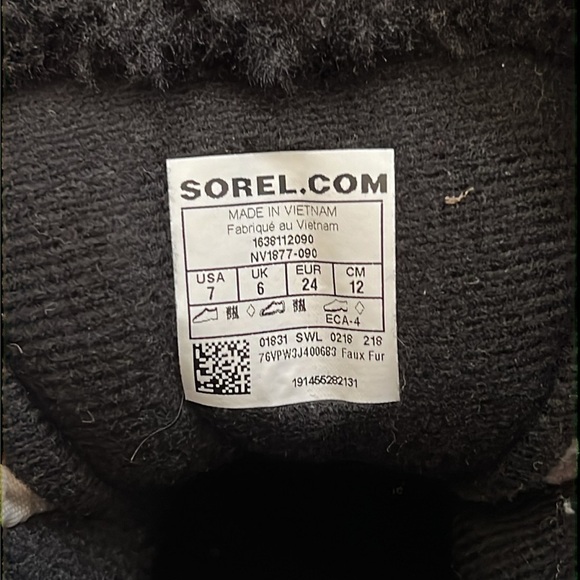 SOREL.COM
MADE IN VIETNAM
Fabriqué au Vietnam
1638112090
NV1877-090
USA UK EUR CM
7 6 24 12
ECA-4
01831 SWL 0218 218
76VPW3J400683 Faux Fur
191455282131